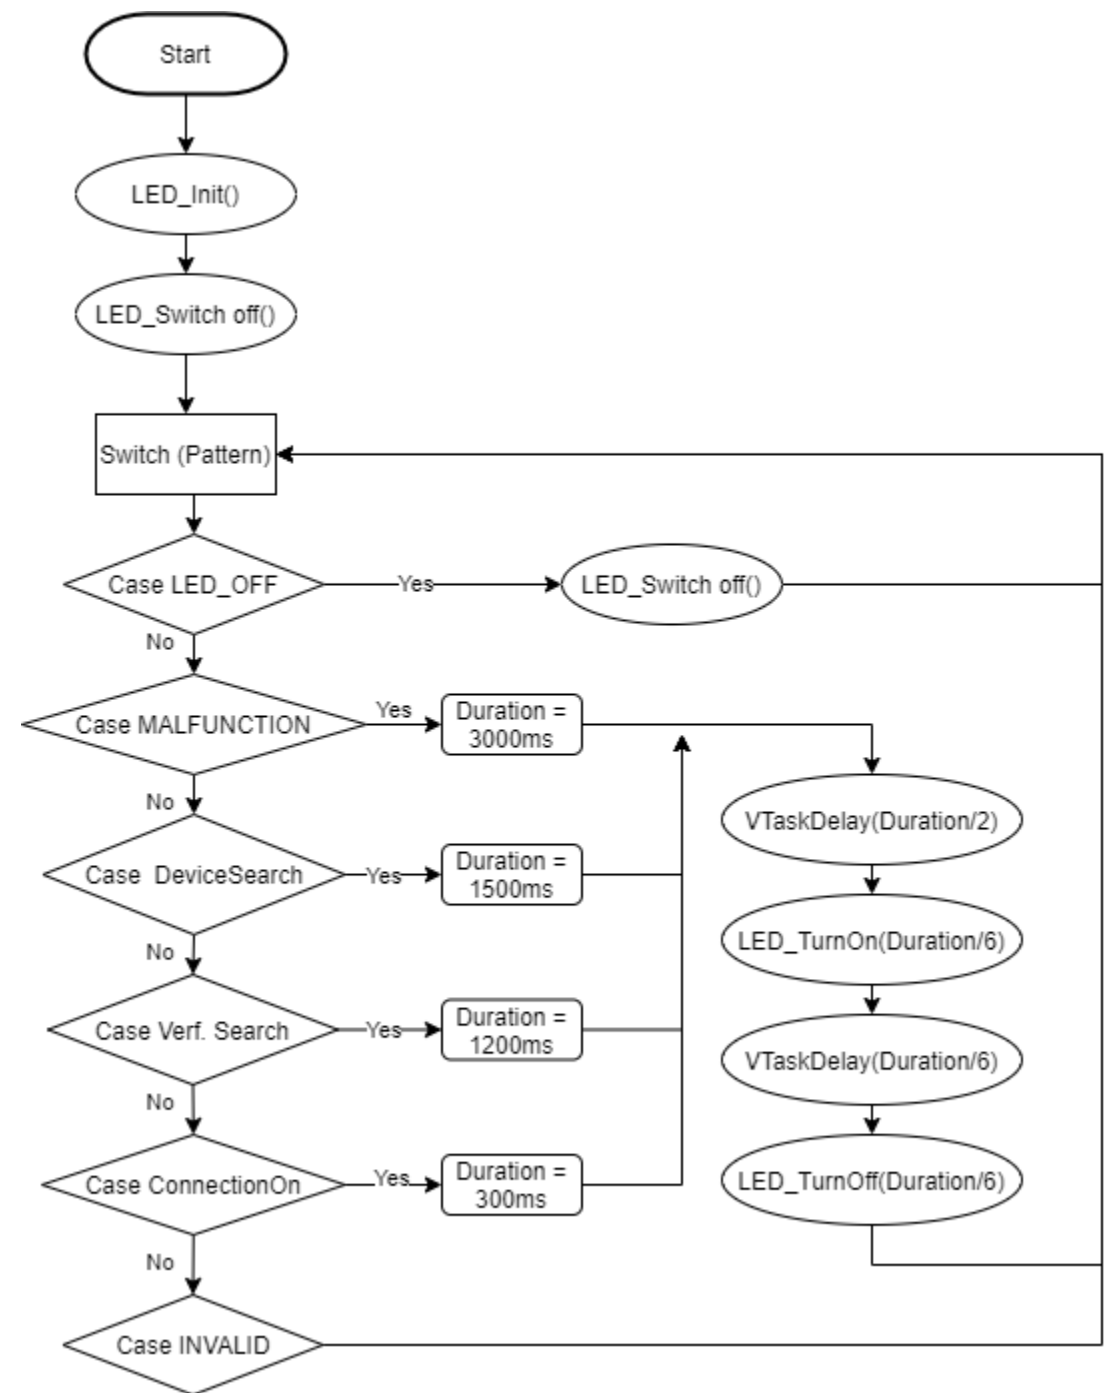 Start
LED_Init()
LED_Switch off()
Switch (Pattern)
Case LED_OFF
Yes
LED_Switch off()
No
Case MALFUNCTION
Yes
Duration =
3000ms
VTaskDelay(Duration/2)
No
Case  DeviceSearch
Yes
Duration =
1500ms
LED_TurnOn(Duration/6)
No
Case Verf. Search
Yes
Duration =
1200ms
VTaskDelay(Duration/6)
No
Case ConnectionOn
Yes
Duration =
300ms
LED_TurnOff(Duration/6)
No
Case INVALID